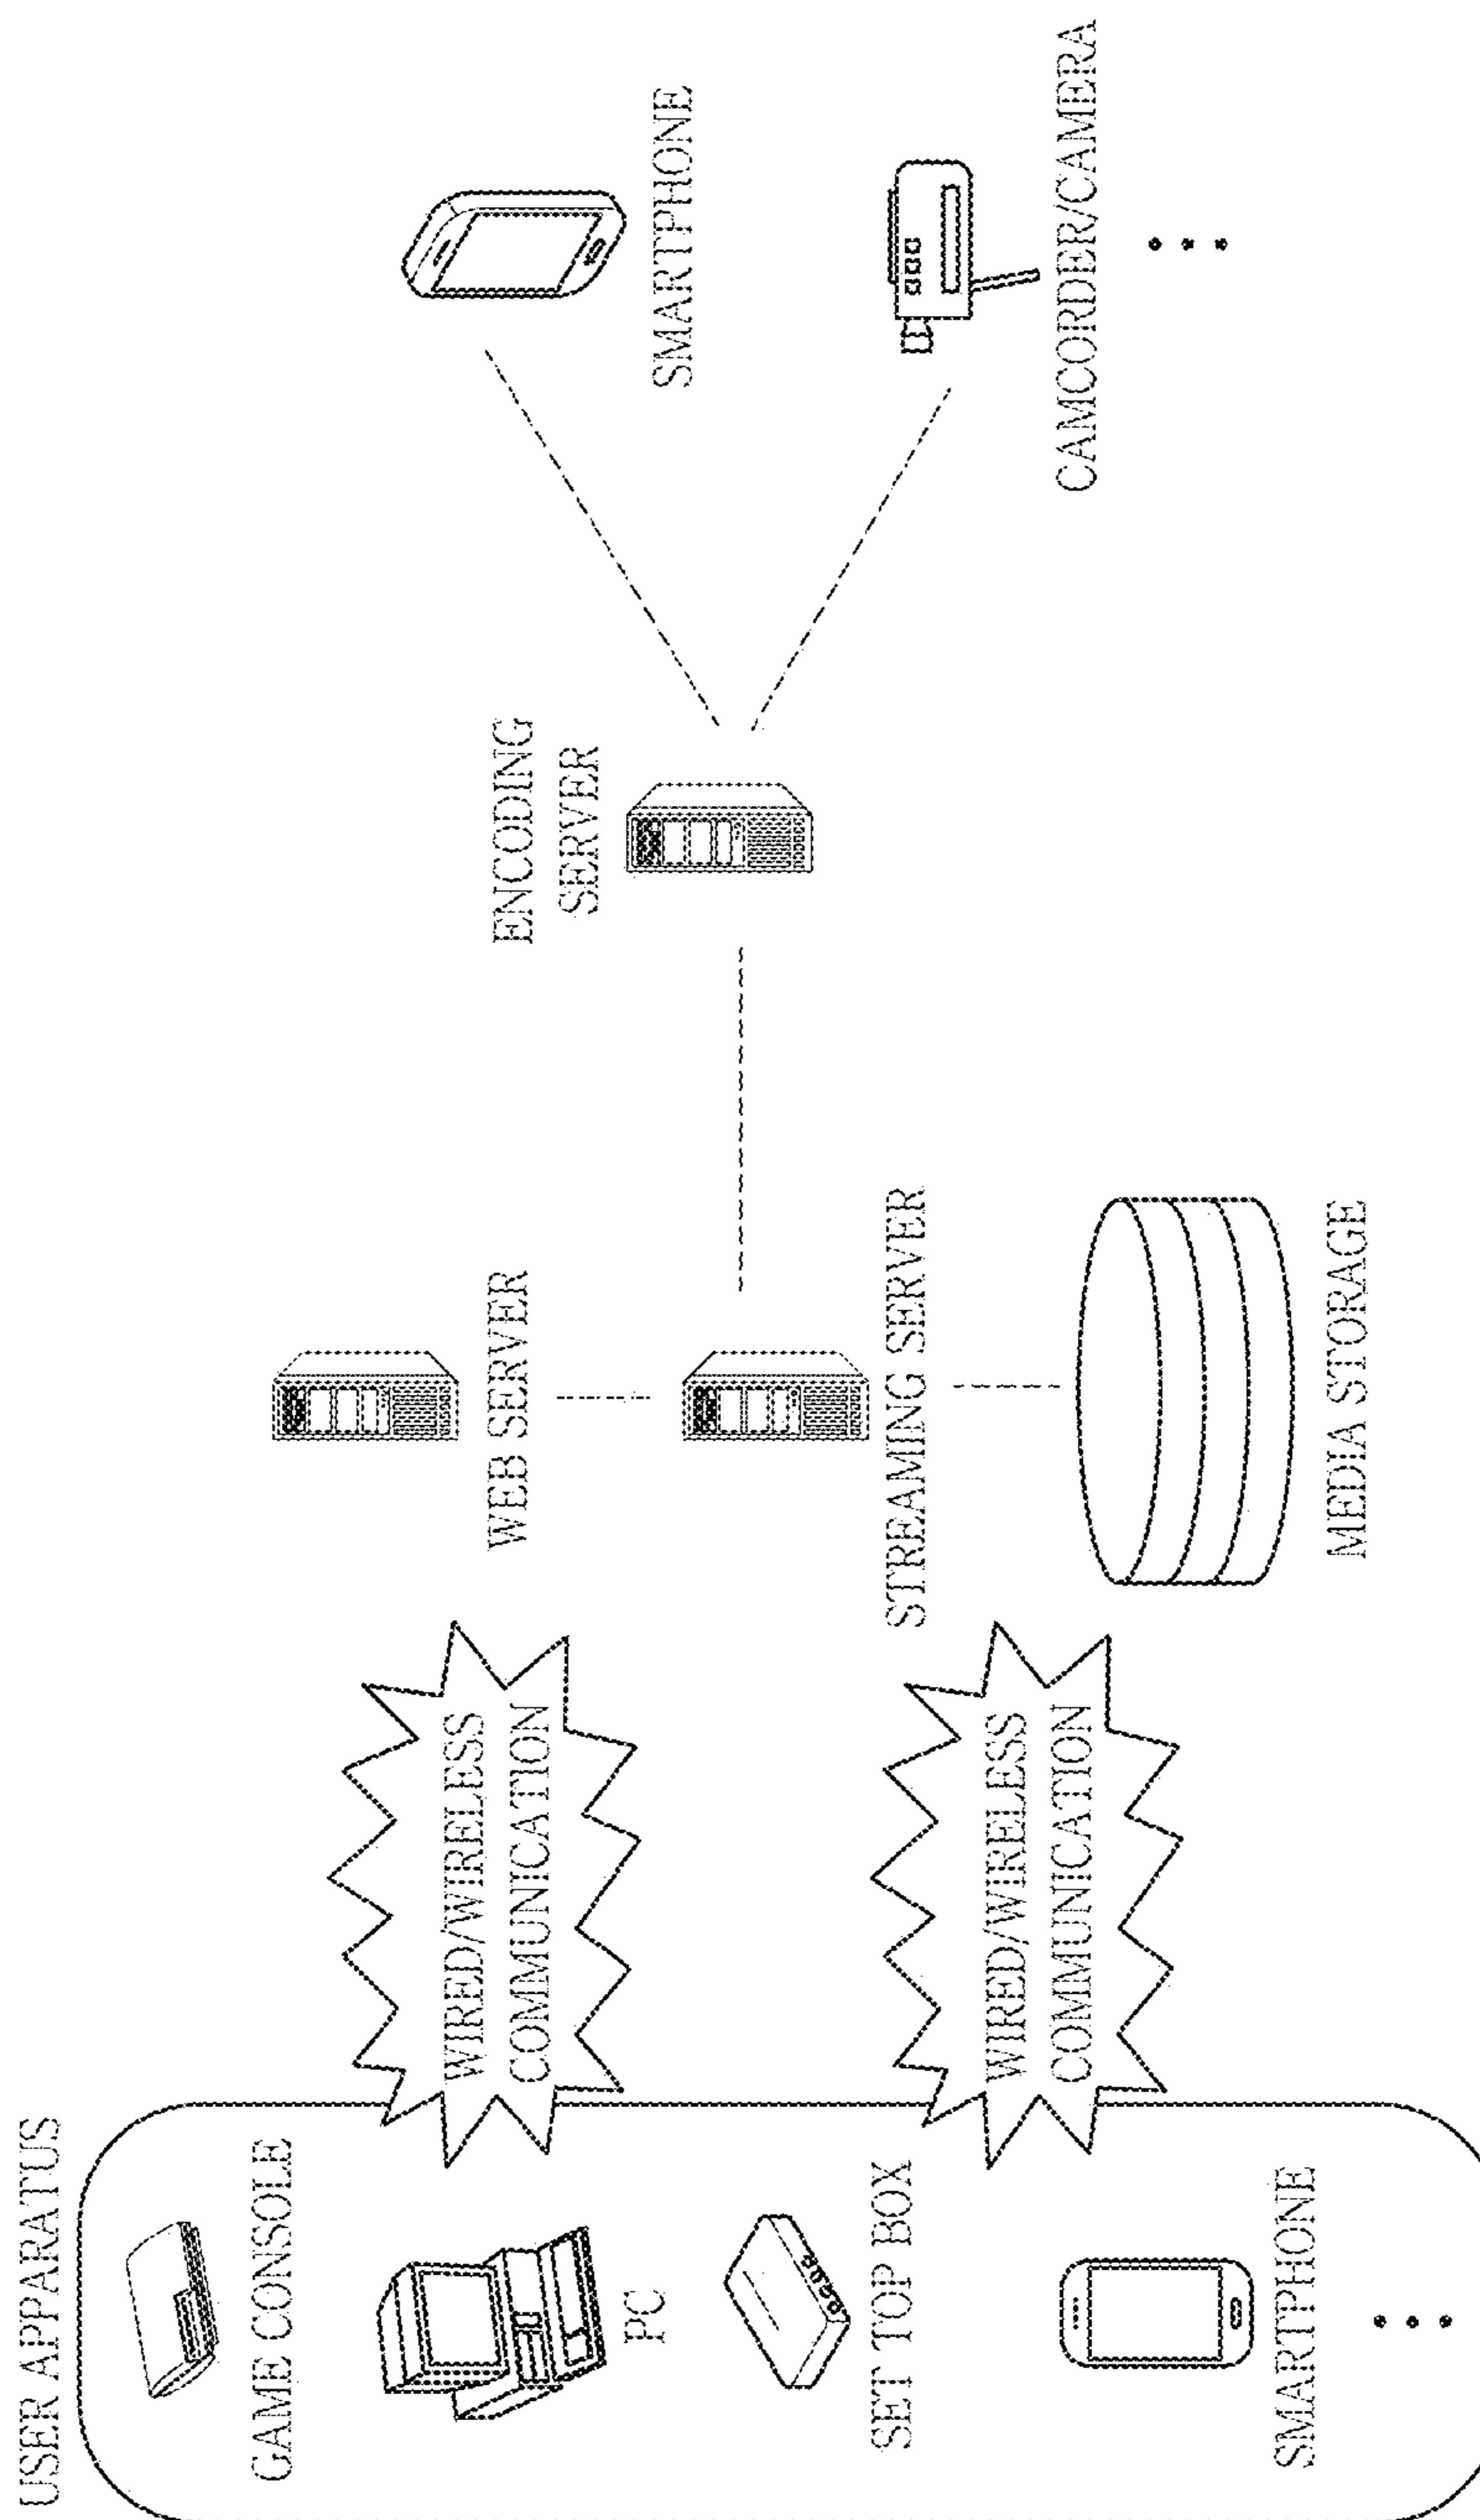 USER APPARATUS
GAME CONSOLE
PC
SET TOP BOX
SMARTPHONE
WIRED/WIRELESS
COMMUNICATION
WIRED/WIRELESS
COMMUNICATION
WEB SERVER
STREAMING SERVER
MEDIA STORAGE
ENCODING
SERVER
SMARTPHONE
CAMCORDER/CAMERA